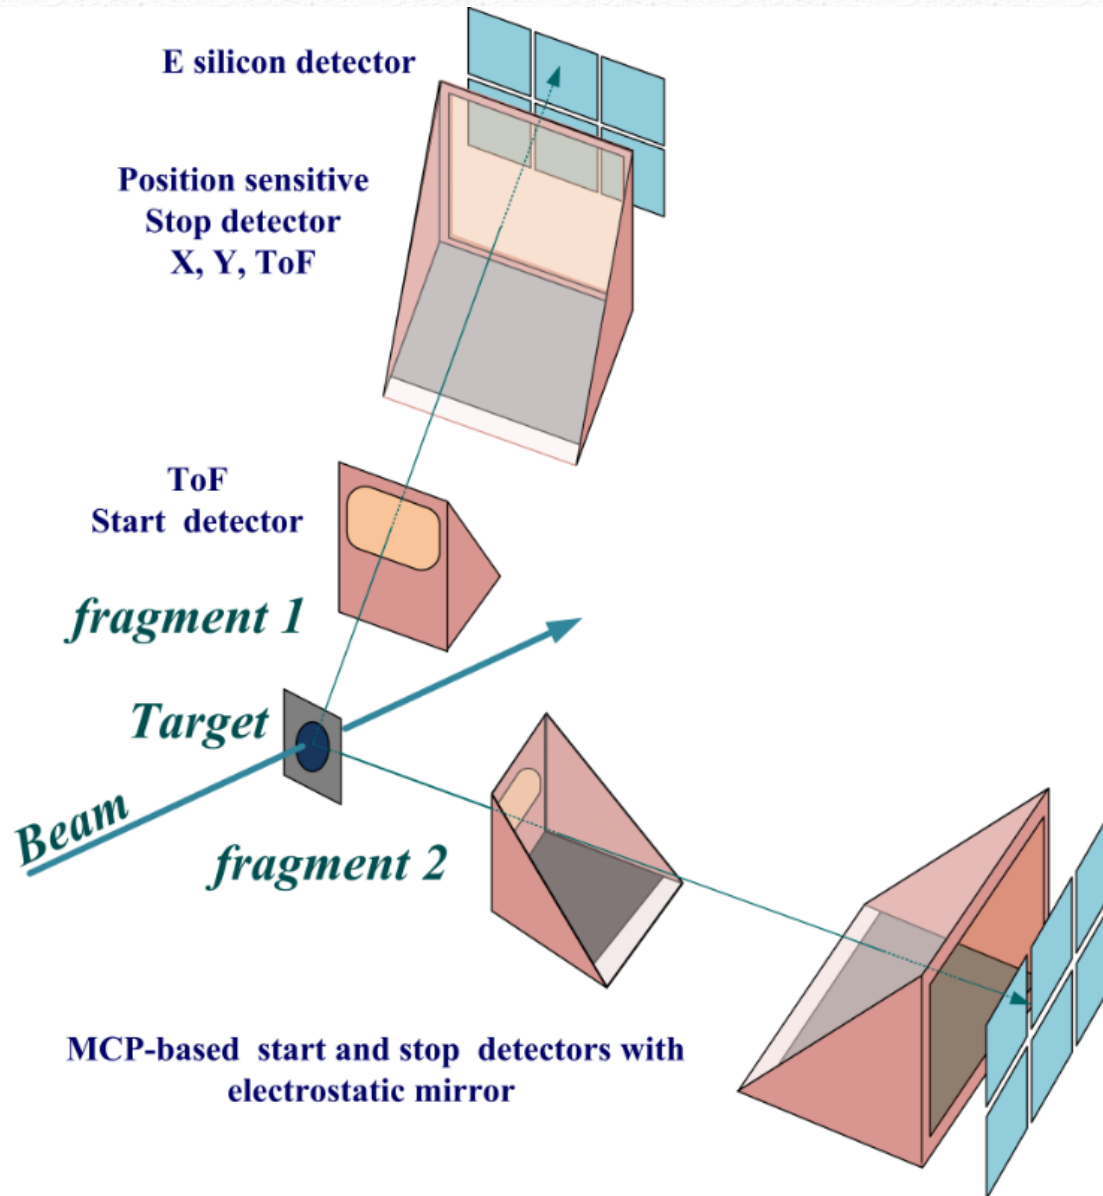 E silicon detector
Position sensitive
Stop detector
X, Y, ToF
ToF
Start detector
fragment 1
Target
Beam
fragment 2
MCP-based start and stop detectors with
electrostatic mirror